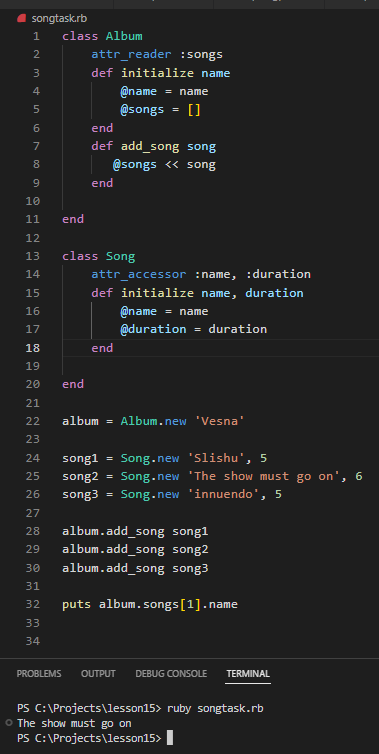 songtask.rb
1 class Album
2 attr_reader :songs
3 def initialize name
4 @name = name
5 @songs = []
6 end
7 def add_song song
8 @songs << song
9 end
10
11 end
12
13 class Song
14 attr_accessor :name, :duration
15 def initialize name, duration
16 @name = name
17 @duration = duration
18 end
19
20 end
21
22 album = Album.new 'Vesna'
23
24 song1 = Song.new 'Slishu', 5
25 song2 = Song.new 'The show must go on', 6
26 song3 = Song.new 'innuendo', 5
27
28 album.add_song song1
29 album.add_song song2
30 album.add_song song3
31
32 puts album.songs[1].name
33
34
PROBLEMS OUTPUT DEBUG CONSOLE TERMINAL
PS C:\Projects\lesson15> ruby songtask.rb
The show must go on
PS C:\Projects\lesson15>